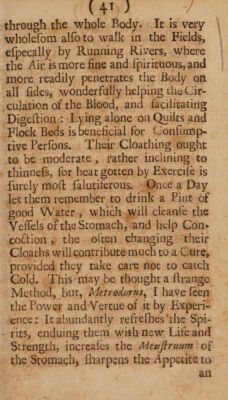 ( 41 )
through the whole Body. It is very
wholeſom alſo to walk in the Fields,
eſpecally by Running Rivers, where
the Air is more fine and ſpirituous, and
more readily penetrates the Body on
all ſides, wonderfully helping the Cir-
culation of the Blood, and facilitating
Digeſtion : Lying alone on Quilts and
Flock Beds is beneficial for Conſump-
tive Perſons. Their Cloathing ought
to be moderate, rather inclining to
thinneſs, for heat gotten by Exerciſe is
ſurely moſt ſalutiferous. Once a Day
let them remember to drink a Pint of
good Water, which will cleanſe the
Veſſels of the Stomach, and help Con-
coction, the often changing their
Cloaths will contribute much to a Cure,
provided they take care not to catch
Cold. This may be thought a ſtrange
Method, but, Metrodorus, I have ſeen
the Power and Vertue of it by Experi-
ence: It abundantly refreſhes the Spi-
rits, enduing them with new Life and
Strength, increaſes the Menſtruum of
the Stomach, ſharpens the Appetite to
an